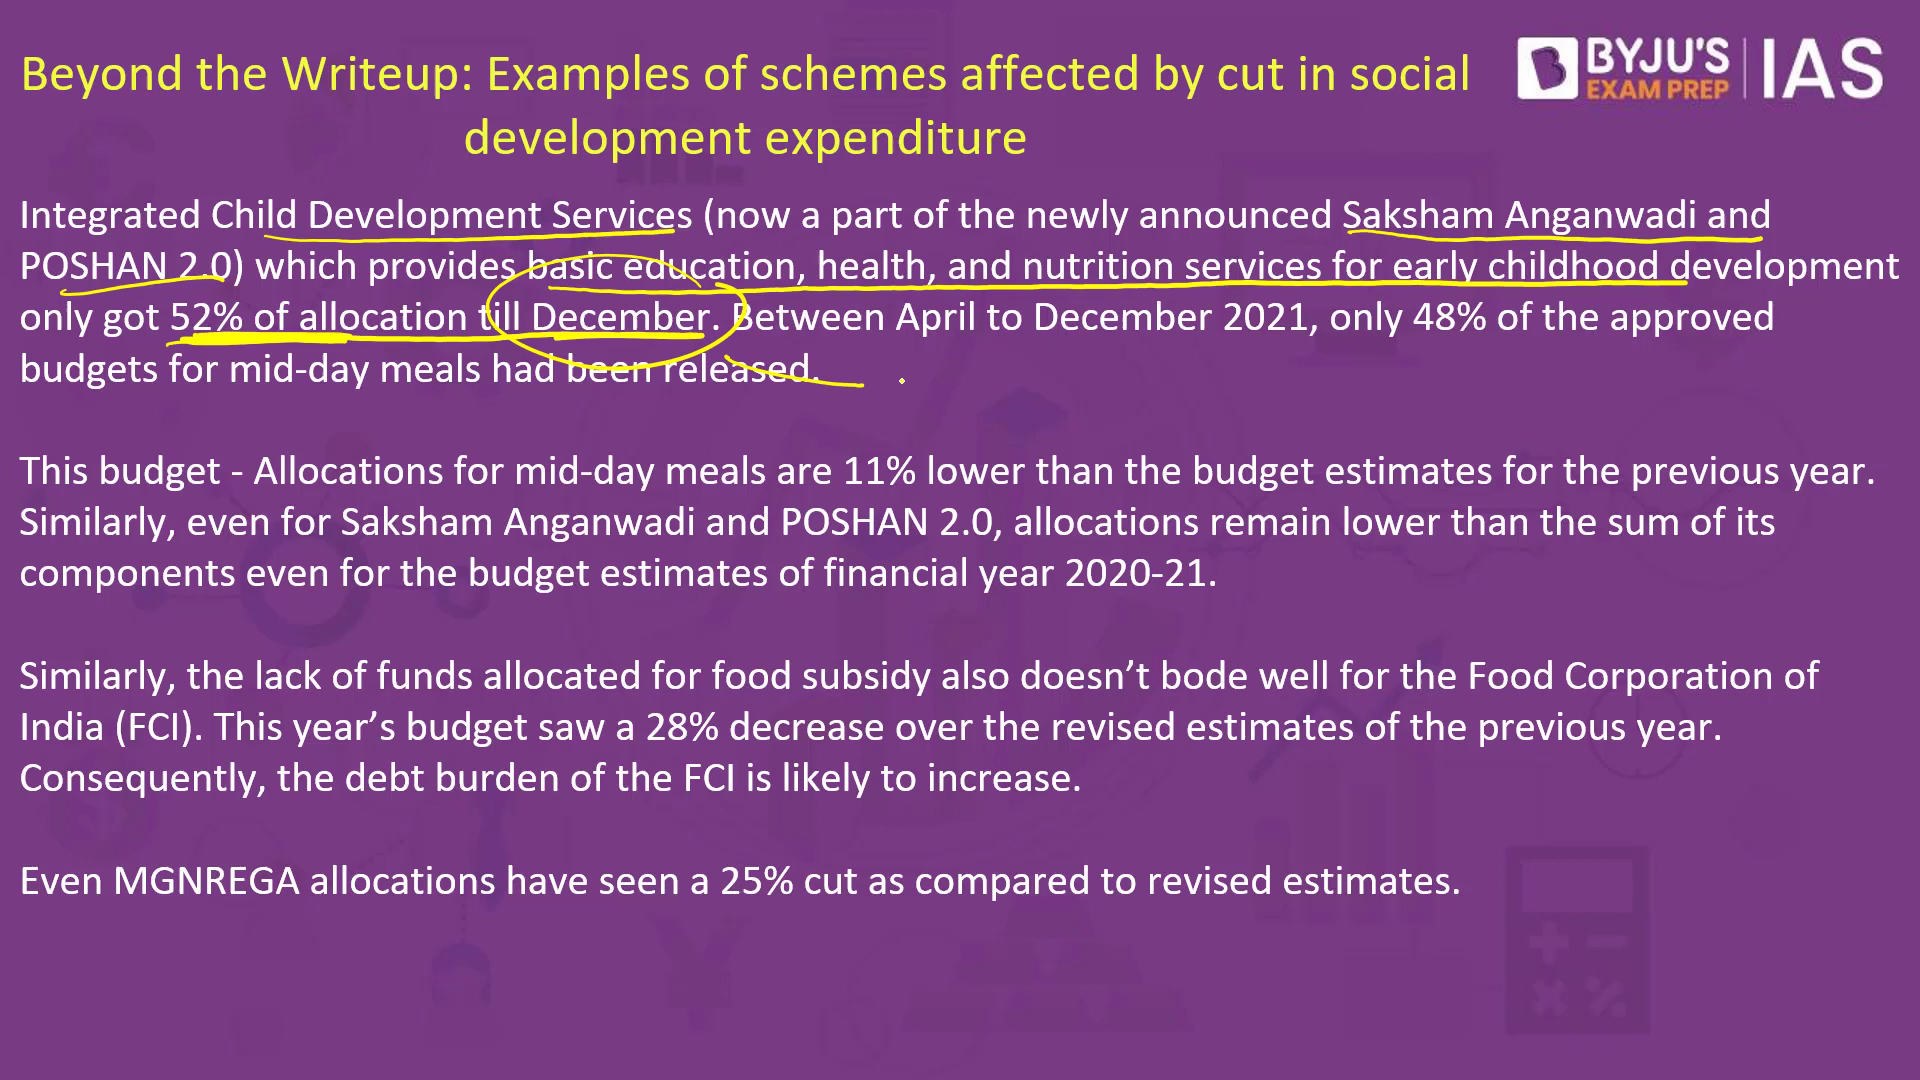 Beyond the Writeup: Examples of schemes affected by cut in social
development expenditure
BYJU'S
EXAM PREP
IAS
Integrated Child Development Services (now a part of the newly announced Saksham Anganwadi and
POSHAN 2.0) which provides basic education, health, and nutrition services for early childhood development
only got 52% of allocation till December. Between April to December 2021, only 48% of the approved
budgets for mid-day meals had been released.
This budget - Allocations for mid-day meals are 11% lower than the budget estimates for the previous year.
Similarly, even for Saksham Anganwadi and POSHAN 2.0, allocations remain lower than the sum of its
components even for the budget estimates of financial year 2020-21.
Similarly, the lack of funds allocated for food subsidy also doesn’t bode well for the Food Corporation of
India (FCI). This year’s budget saw a 28% decrease over the revised estimates of the previous year.
Consequently, the debt burden of the FCI is likely to increase.
Even MGNREGA allocations have seen a 25% cut as compared to revised estimates.